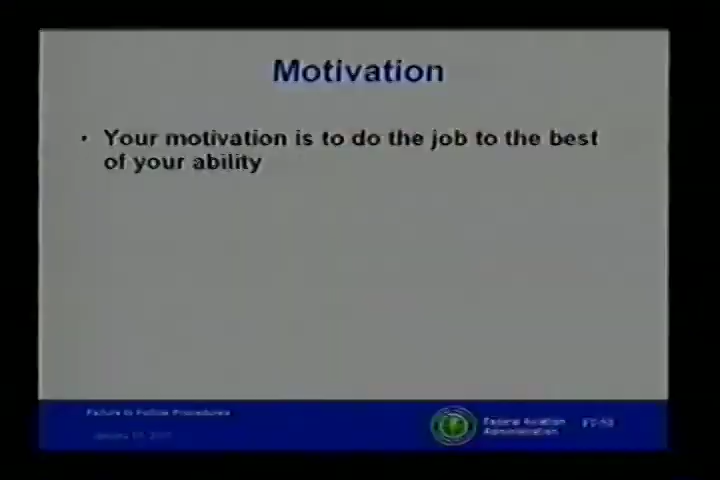 Motivation
• Your motivation is to do the job to the best
of your ability
Failure to Follow Procedures
Federal Aviation
Administration